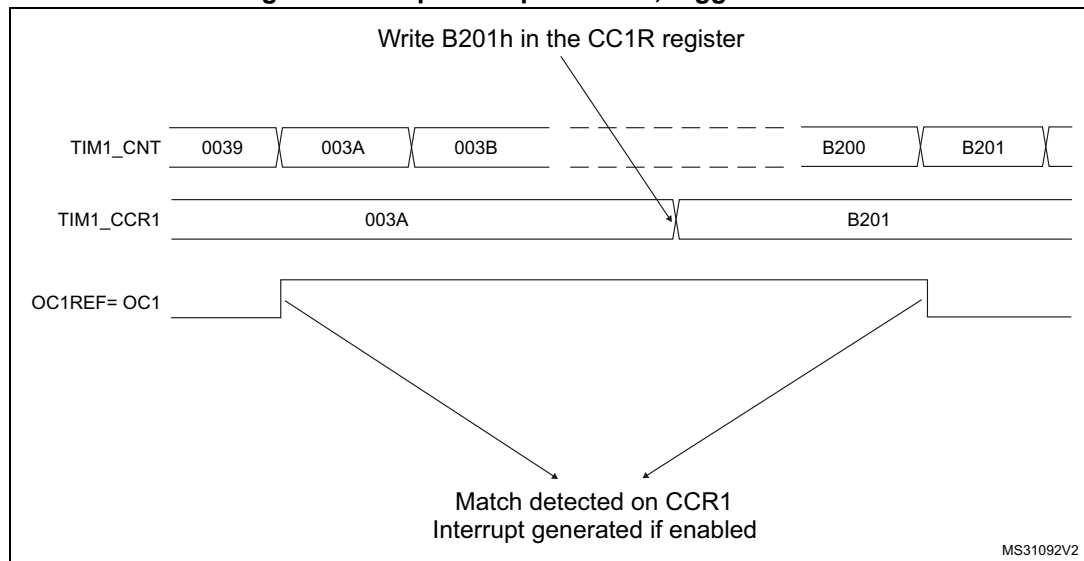 Write B201h in the CC1R register
TIM1_CNT 0039 003A 003B B200 B201
TIM1_CCR1 003A B201
OC1REF= OC1
Match detected on CCR1
Interrupt generated if enabled
MS31092V2